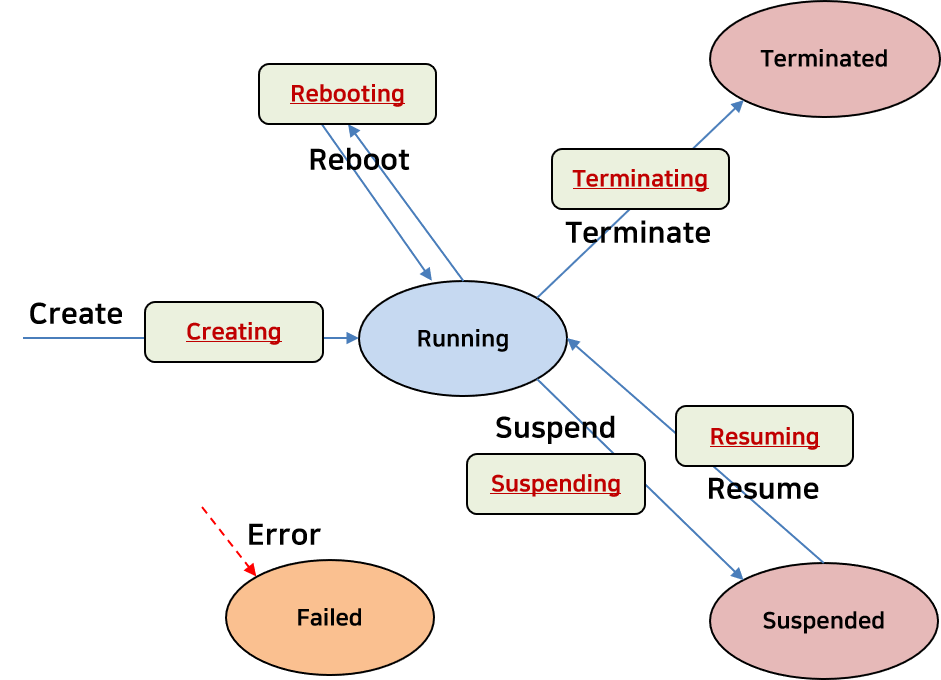 Terminated
Rebooting
Reboot
Terminating
Terminate
Create
Creating
Running
Suspend
Resuming
Suspending
Resume
Error
Failed
Suspended